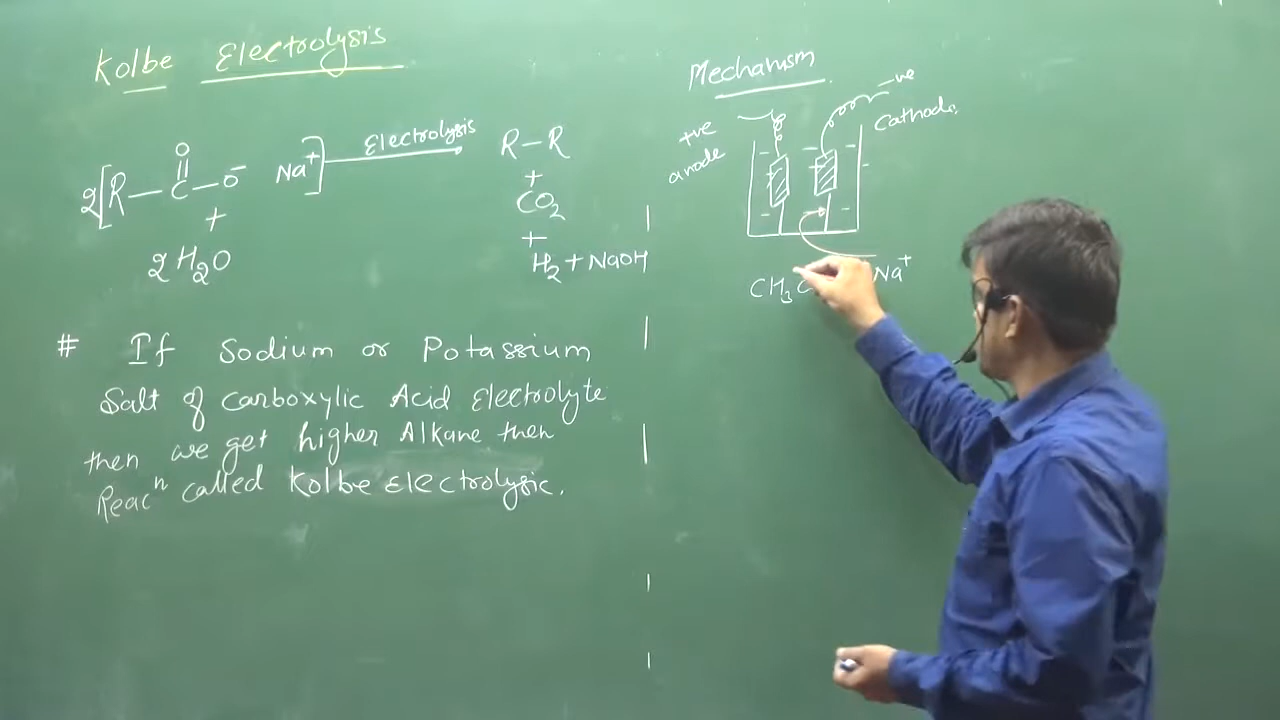 Kolbe Electrolysis
O
2[R—C—O⁻ Na⁺] Electrolysis R–R
+ +
2H₂O CO₂
+
H₂ + NaOH
# If Sodium or Potassium
Salt of carboxylic Acid Electrolyte
then we get higher Alkane then
Reacⁿ called Kolbe Electrolysic.
Mechanism
-ve
Cathode.
+ve
anode
CH₃C Na⁺